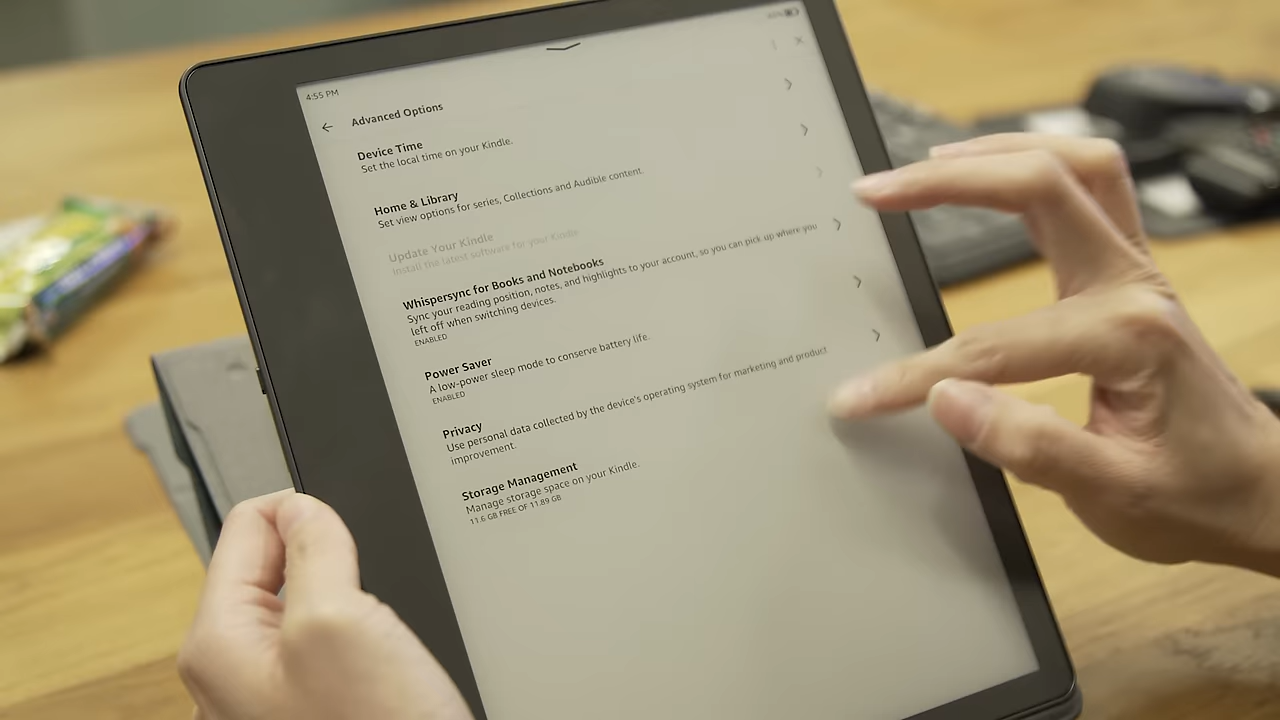 4:55 PM
Advanced Options
Device Time
Set the local time on your Kindle.
Home & Library
Set view options for series, Collections and Audible content.
Update Your Kindle
Install the latest software for your Kindle
Whispersync for Books and Notebooks
Sync your reading position, notes, and highlights to your account, so you can pick up where you
left off when switching devices.
ENABLED
Power Saver
A low-power sleep mode to conserve battery life.
ENABLED
Privacy
Use personal data collected by the device's operating system for marketing and product
improvement.
Storage Management
Manage storage space on your Kindle.
11.6 GB FREE OF 11.89 GB